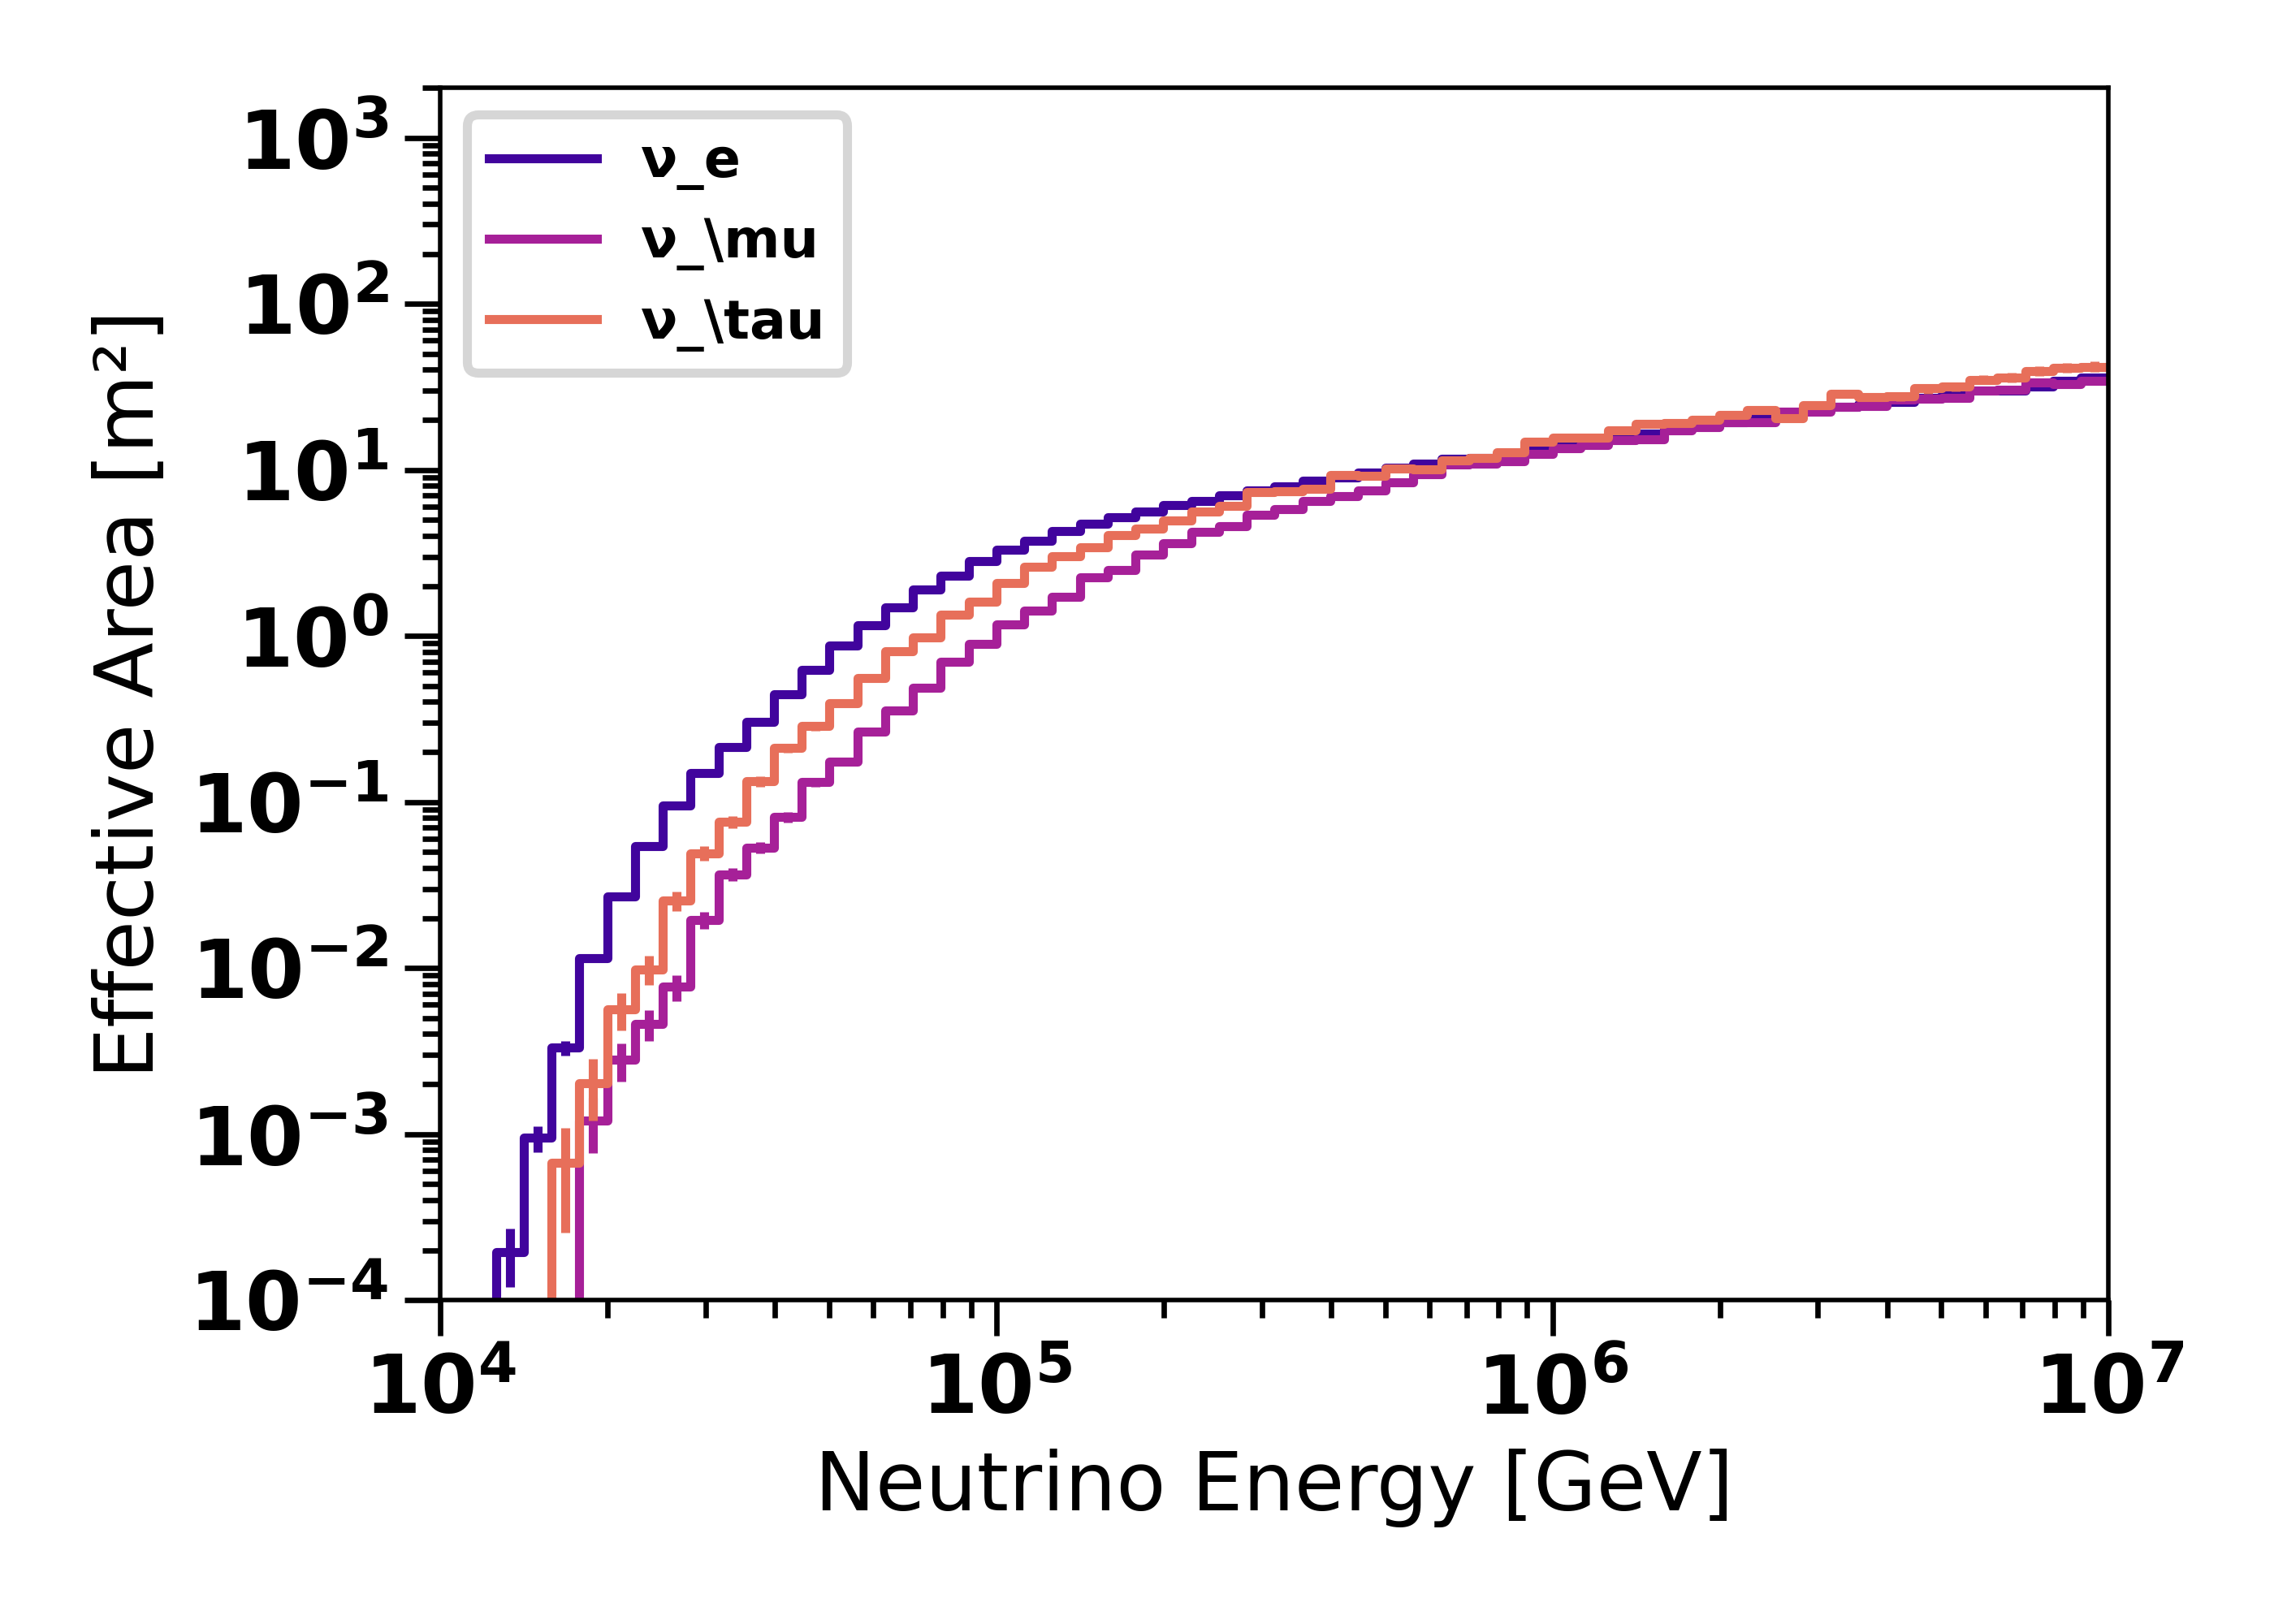 10³
10²
10¹
10⁰
10⁻¹
10⁻²
10⁻³
10⁻⁴
Effective Area [m²]
ν_e
ν_\mu
ν_\tau
10⁴ 10⁵ 10⁶ 10⁷
Neutrino Energy [GeV]